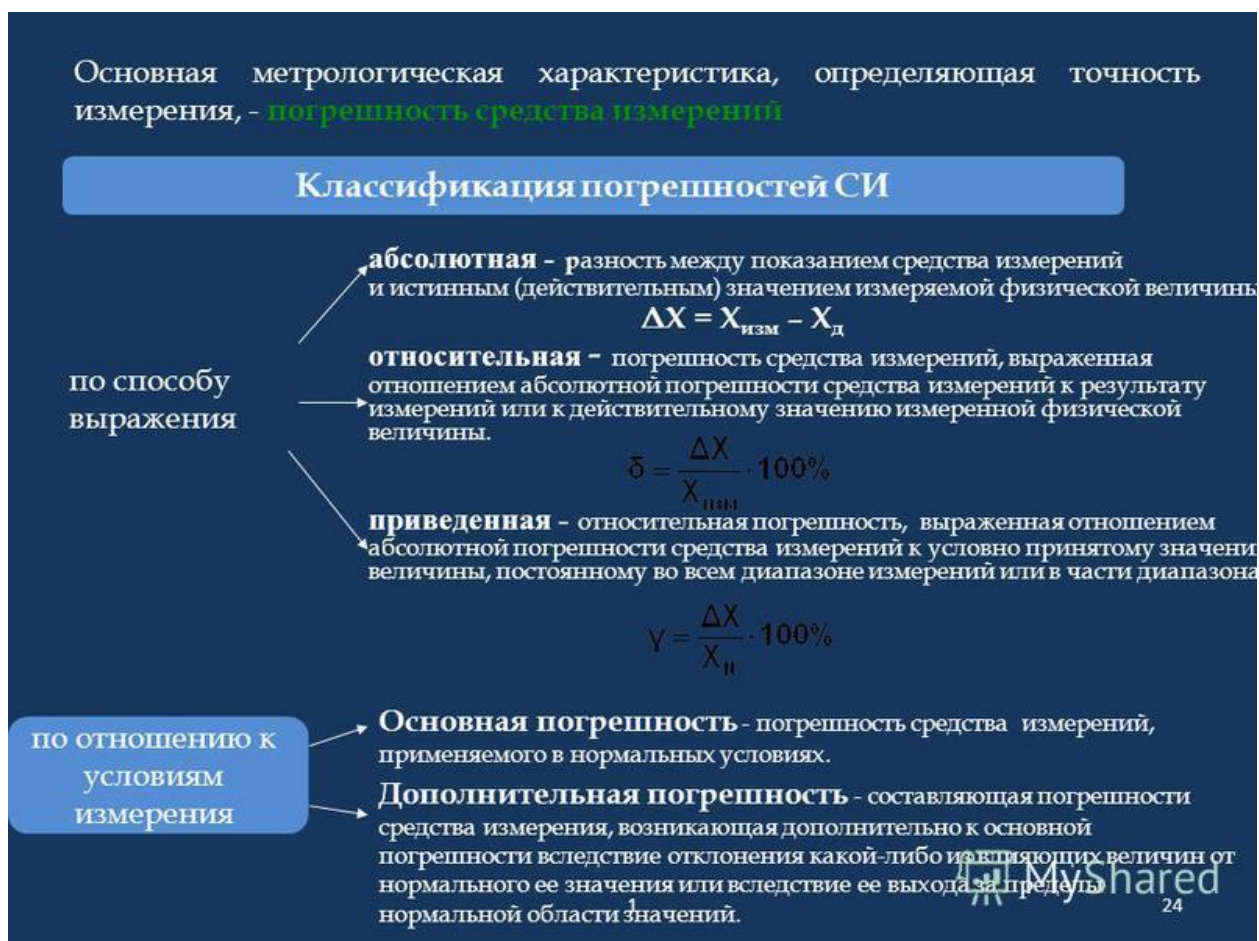 Основная метрологическая характеристика, определяющая точность
измерения, - погрешность средства измерений
Классификация погрешностей СИ
по способу
выражения
абсолютная - разность между показанием средства измерений
и истинным (действительным) значением измеряемой физической величины
ΔX = Xизм – Xд
относительная - погрешность средства измерений, выраженная
отношением абсолютной погрешности средства измерений к результату
измерений или к действительному значению измеренной физической
величины.
δ = ΔX / Xизм · 100%
приведенная - относительная погрешность, выраженная отношением
абсолютной погрешности средства измерений к условно принятому значени
величины, постоянному во всем диапазоне измерений или в части диапазона
γ = ΔX / XN · 100%
по отношению к
условиям
измерения
Основная погрешность - погрешность средства измерений,
применяемого в нормальных условиях.
Дополнительная погрешность - составляющая погрешности
средства измерения, возникающая дополнительно к основной
погрешности вследствие отклонения какой-либо из влияющих величин от
нормального ее значения или вследствие ее выхода за пределы
нормальной области значений.
MyShared
1
24